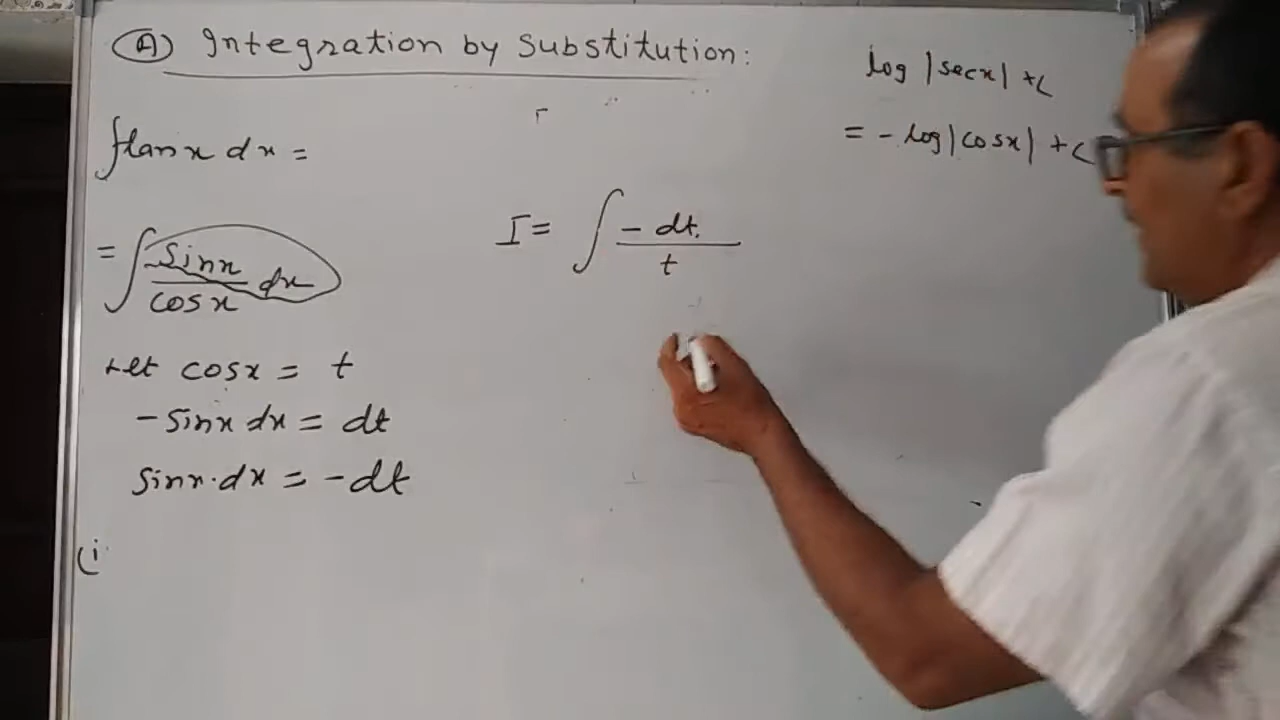 (A) Integration by Substitution:
∫tan x dx =
= ∫ sinx/cosx dx
Let cosx = t
-sinx dx = dt
sinx·dx = -dt
(i
I = ∫ -dt./t
log |secx| +c
= -log|cosx| +c